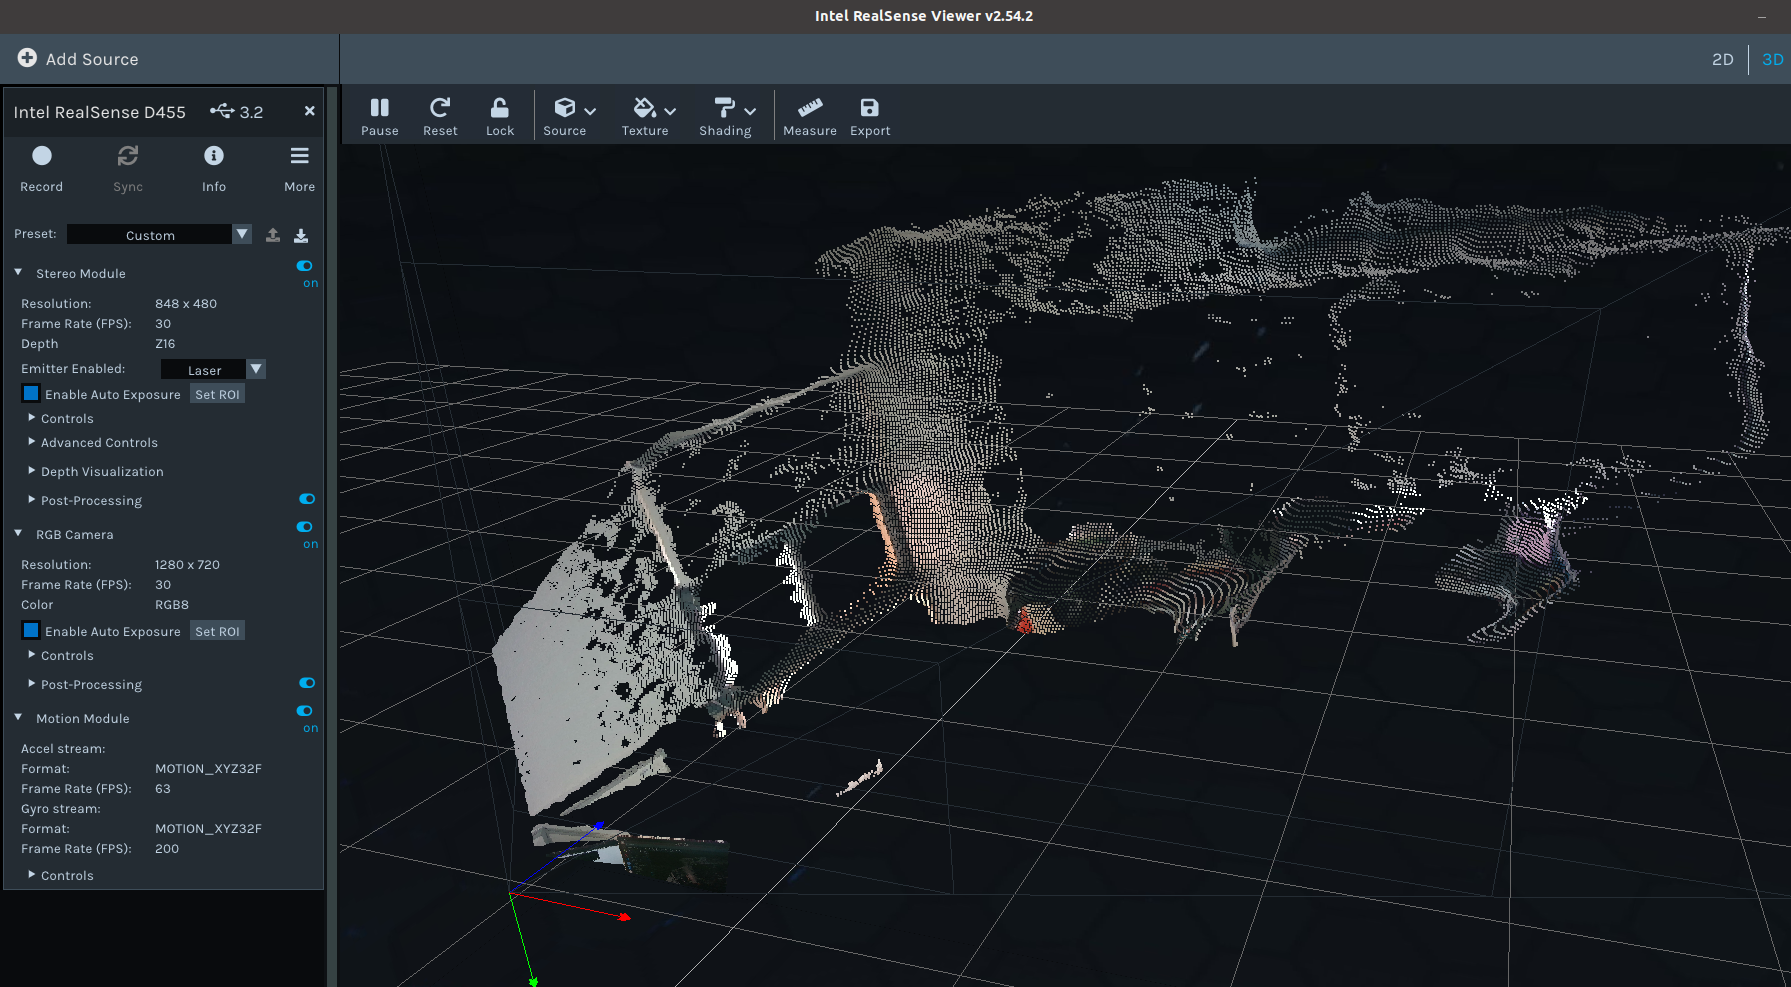 Intel RealSense Viewer v2.54.2
Add Source
2D 3D
Intel RealSense D455 3.2
Pause Reset Lock Source Texture Shading Measure Export
Record Sync Info More
Preset: Custom
Stereo Module
on
Resolution: 848 x 480
Frame Rate (FPS): 30
Depth Z16
Emitter Enabled: Laser
Enable Auto Exposure Set ROI
Controls
Advanced Controls
Depth Visualization
Post-Processing
RGB Camera
on
Resolution: 1280 x 720
Frame Rate (FPS): 30
Color RGB8
Enable Auto Exposure Set ROI
Controls
Post-Processing
Motion Module
on
Accel stream:
Format: MOTION_XYZ32F
Frame Rate (FPS): 63
Gyro stream:
Format: MOTION_XYZ32F
Frame Rate (FPS): 200
Controls